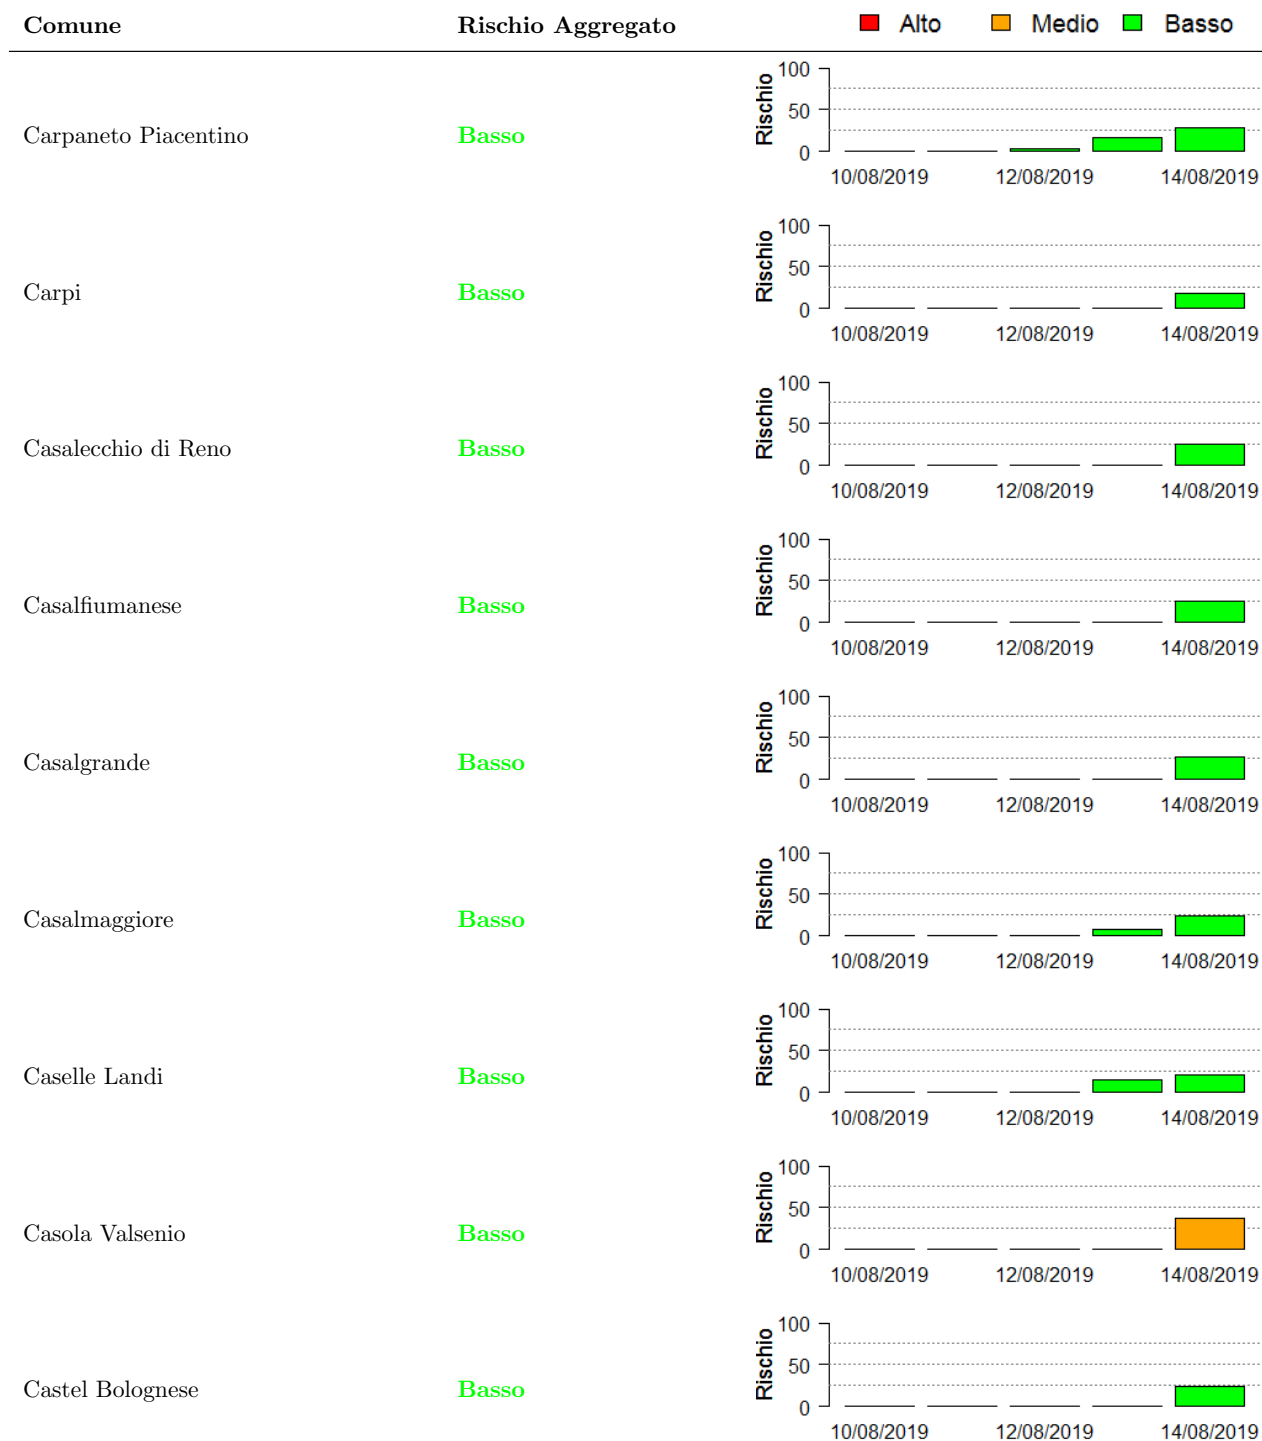 Comune Rischio Aggregato Alto Medio Basso
Carpaneto Piacentino Basso
Rischio
100
50
0
10/08/2019 12/08/2019 14/08/2019
Carpi Basso
Rischio
100
50
0
10/08/2019 12/08/2019 14/08/2019
Casalecchio di Reno Basso
Rischio
100
50
0
10/08/2019 12/08/2019 14/08/2019
Casalfiumanese Basso
Rischio
100
50
0
10/08/2019 12/08/2019 14/08/2019
Casalgrande Basso
Rischio
100
50
0
10/08/2019 12/08/2019 14/08/2019
Casalmaggiore Basso
Rischio
100
50
0
10/08/2019 12/08/2019 14/08/2019
Caselle Landi Basso
Rischio
100
50
0
10/08/2019 12/08/2019 14/08/2019
Casola Valsenio Basso
Rischio
100
50
0
10/08/2019 12/08/2019 14/08/2019
Castel Bolognese Basso
Rischio
100
50
0
10/08/2019 12/08/2019 14/08/2019